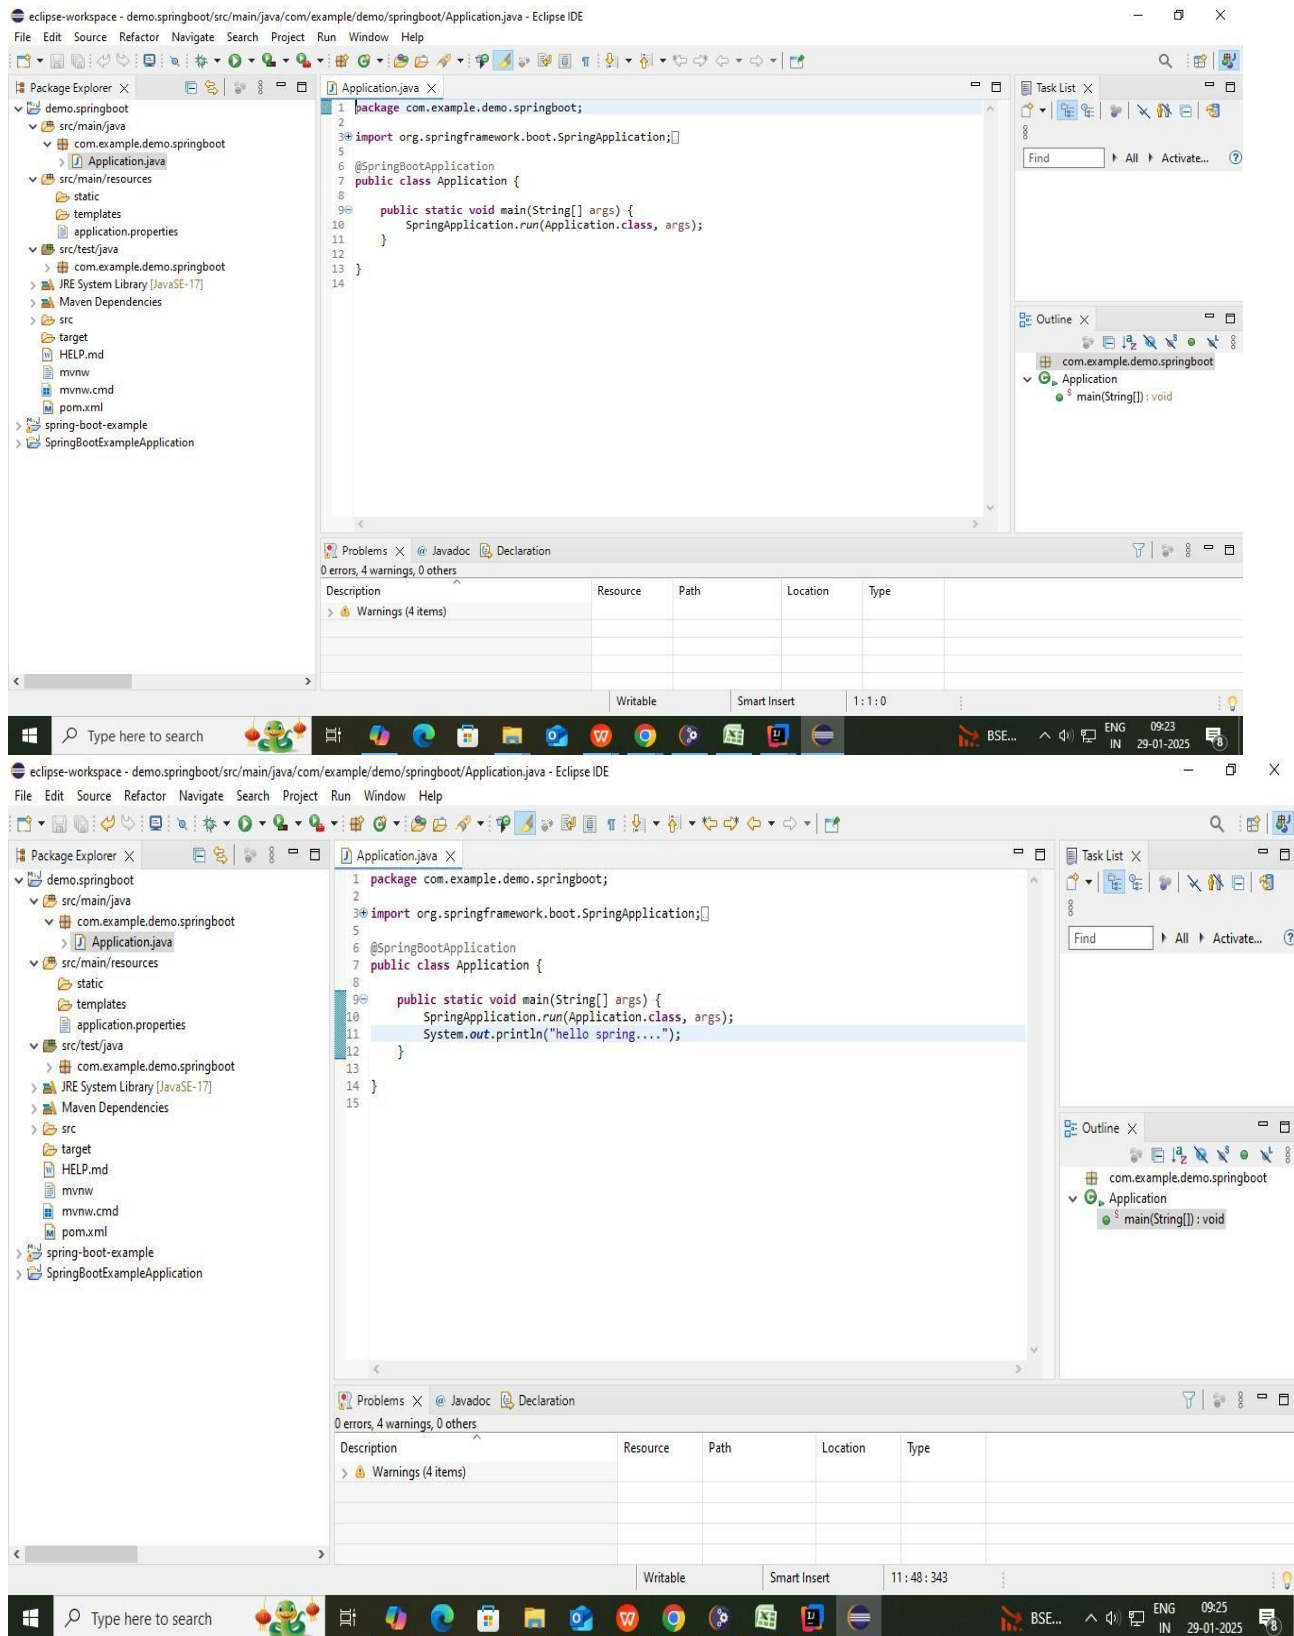 eclipse-workspace - demo.springboot/src/main/java/com/example/demo/springboot/Application.java - Eclipse IDE
File Edit Source Refactor Navigate Search Project Run Window Help
Package Explorer
demo.springboot
src/main/java
com.example.demo.springboot
Application.java
src/main/resources
static
templates
application.properties
src/test/java
com.example.demo.springboot
JRE System Library [JavaSE-17]
Maven Dependencies
src
target
HELP.md
mvnw
mvnw.cmd
pom.xml
spring-boot-example
SpringBootExampleApplication
Application.java
1 package com.example.demo.springboot;
2
3 import org.springframework.boot.SpringApplication;
5
6 @SpringBootApplication
7 public class Application {
8
9 public static void main(String[] args) {
10 SpringApplication.run(Application.class, args);
11 }
12
13 }
14
Task List
Find All Activate...
Outline
com.example.demo.springboot
Application
main(String[]) : void
Problems Javadoc Declaration
0 errors, 4 warnings, 0 others
Description Resource Path Location Type
Warnings (4 items)
Writable Smart Insert 1 : 1 : 0
Type here to search
BSE...
ENG
IN
09:23
29-01-2025
8
eclipse-workspace - demo.springboot/src/main/java/com/example/demo/springboot/Application.java - Eclipse IDE
File Edit Source Refactor Navigate Search Project Run Window Help
Package Explorer
demo.springboot
src/main/java
com.example.demo.springboot
Application.java
src/main/resources
static
templates
application.properties
src/test/java
com.example.demo.springboot
JRE System Library [JavaSE-17]
Maven Dependencies
src
target
HELP.md
mvnw
mvnw.cmd
pom.xml
spring-boot-example
SpringBootExampleApplication
Application.java
1 package com.example.demo.springboot;
2
3 import org.springframework.boot.SpringApplication;
5
6 @SpringBootApplication
7 public class Application {
8
9 public static void main(String[] args) {
10 SpringApplication.run(Application.class, args);
11 System.out.println("hello spring....");
12 }
13
14 }
15
Task List
Find All Activate...
Outline
com.example.demo.springboot
Application
main(String[]) : void
Problems Javadoc Declaration
0 errors, 4 warnings, 0 others
Description Resource Path Location Type
Warnings (4 items)
Writable Smart Insert 11 : 48 : 343
Type here to search
BSE...
ENG
IN
09:25
29-01-2025
8